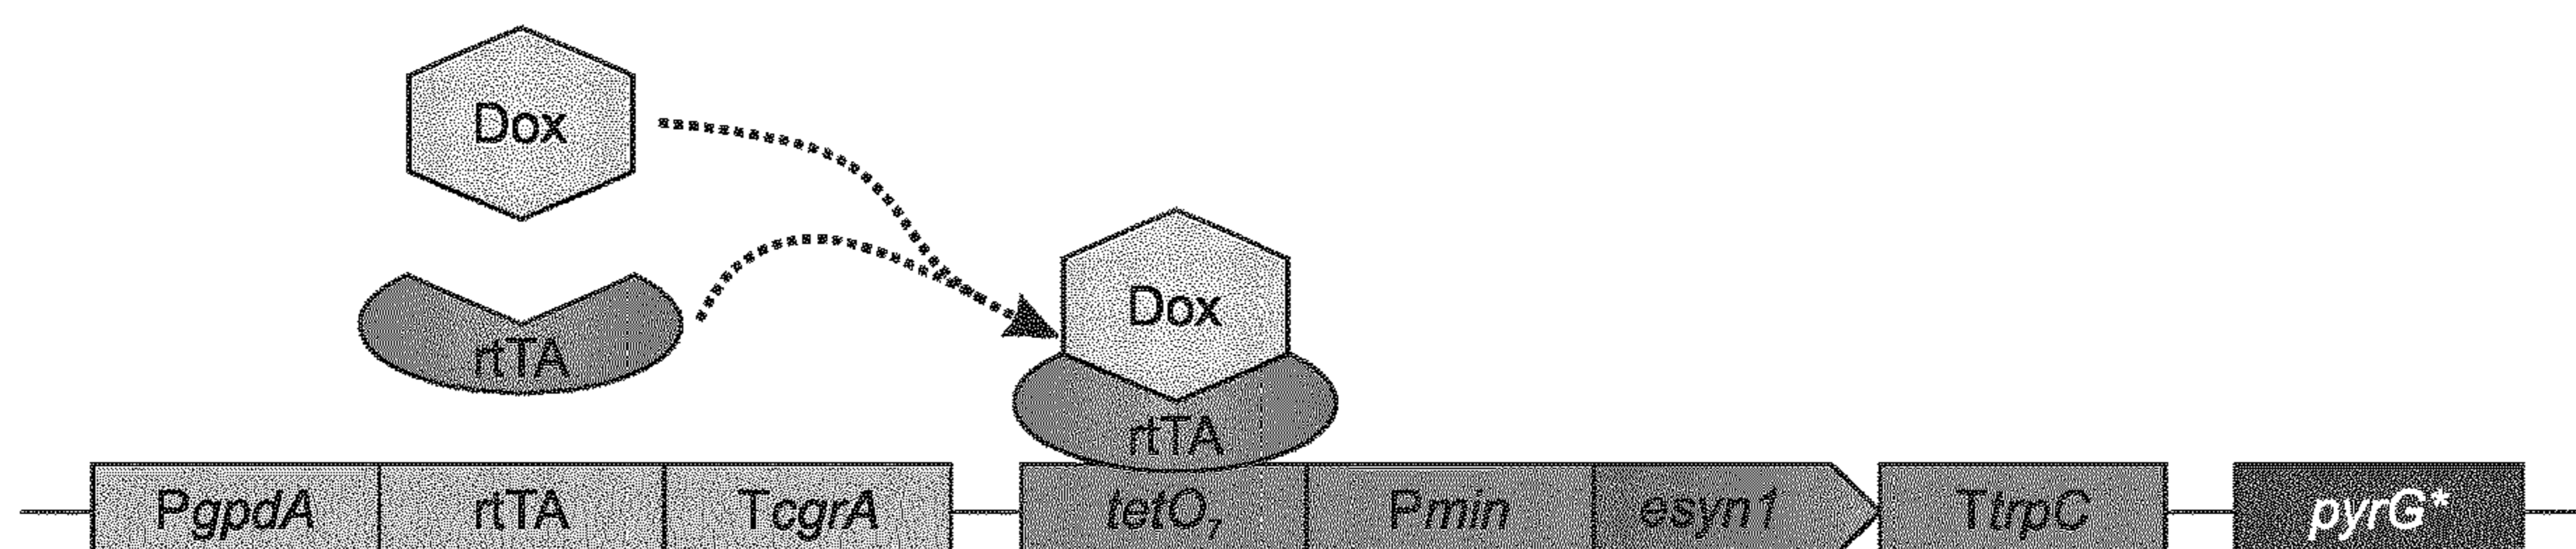 Dox
rtTA
Dox
rtTA
PgpdA rtTA TcgrA tetO₇ Pmin esyn1 TtrpC pyrG*